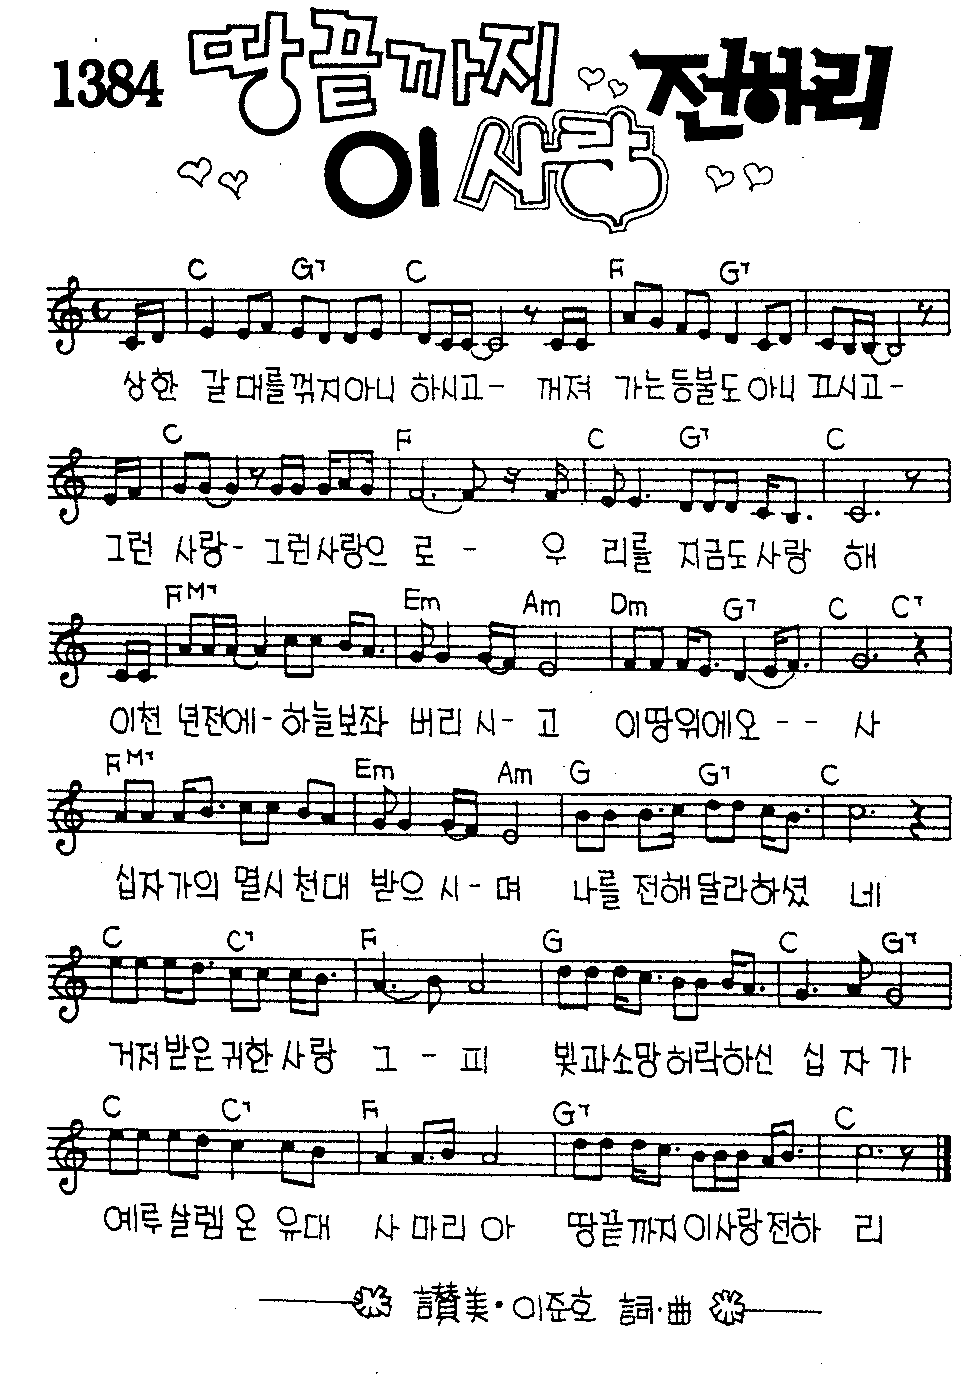 1384 땅끝까지 전하리
이 사랑
C G7 C F G7
상한 갈대를꺾지아니 하시고- 꺼져 가는등불도아니 끄시고-
C F C G7 C
그런 사랑- 그런사랑으 로 - 우 리를 지금도사랑 해
FM7 Em Am Dm G7 C C7
이천 년전에-하늘보좌 버리 시- 고 이땅위에오 - - 사
FM7 Em Am G G7 C
십자가의 멸시 천대 받으 시- 며 나를 전해달라하셨 네
C C7 F G C G7
거져받은 귀한 사랑 그 - 피 빛과소망허락하신 십 자 가
C C7 F G7 C
예루살렘 온 유대 사 마리 아 땅끝까지이사랑전하 리
讚美·이준호 詞·曲